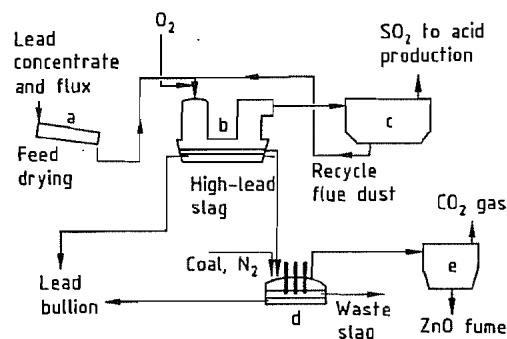 O2
Lead
concentrate
and flux
SO2 to acid
production
a
b
c
Feed
drying
High-lead
slag
Recycle
flue dust
CO2 gas
Coal, N2
e
Lead
bullion
d
Waste
slag
ZnO fume